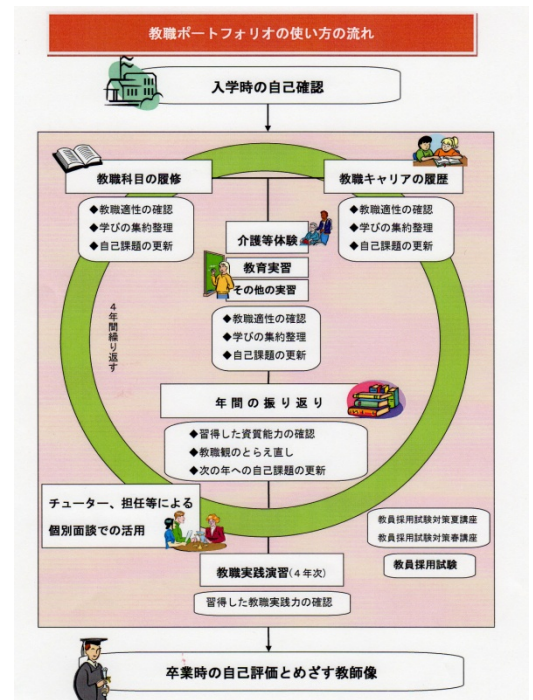 教職ポートフォリオの使い方の流れ
入学時の自己確認
教職科目の履修
◆教職適性の確認
◆学びの集約整理
◆自己課題の更新
教職キャリアの履歴
◆教職適性の確認
◆学びの集約整理
◆自己課題の更新
介護等体験
教育実習
その他の実習
◆教職適性の確認
◆学びの集約整理
◆自己課題の更新
4年間繰り返す
年間の振り返り
◆習得した資質能力の確認
◆教職観のとらえ直し
◆次の年への自己課題の更新
チューター、担任等による
個別面談での活用
教員採用試験対策夏講座
教員採用試験対策春講座
教員採用試験
教職実践演習(4年次)
習得した教職実践力の確認
卒業時の自己評価とめざす教師像